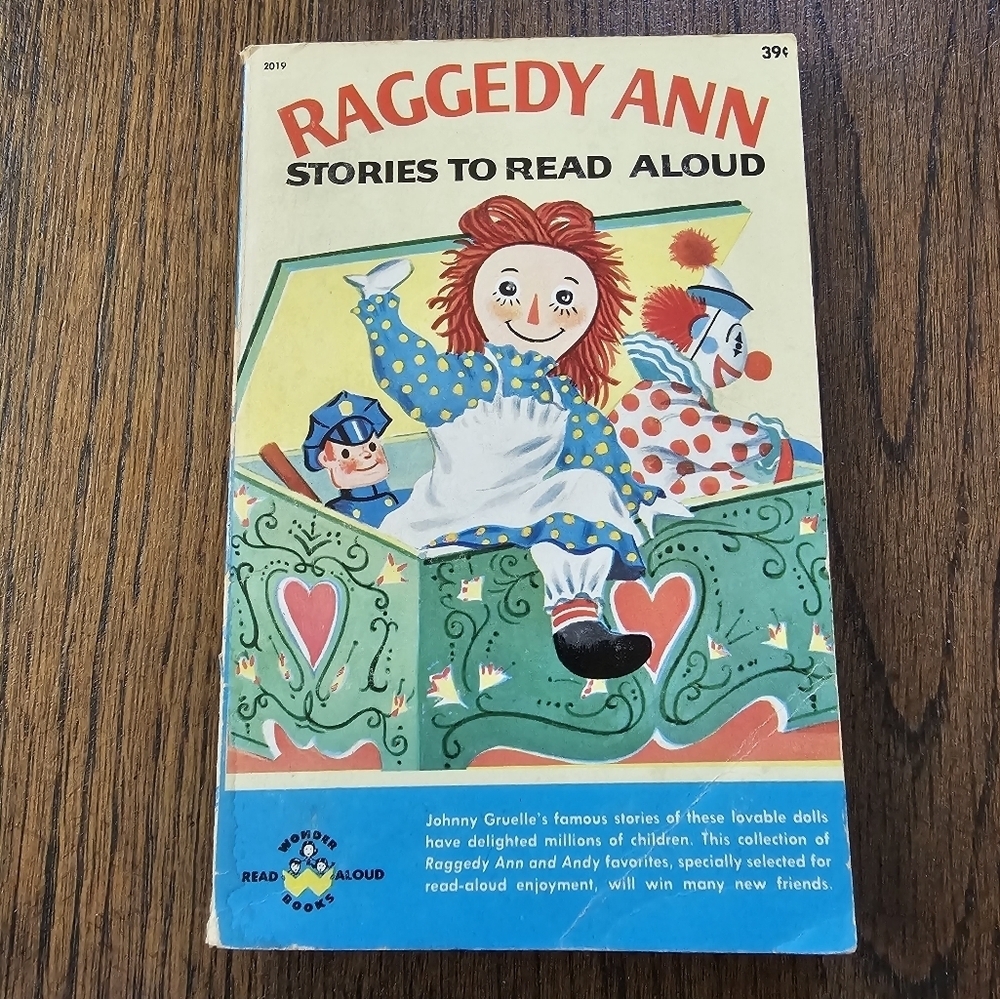 2019
39¢
RAGGEDY ANN
STORIES TO READ ALOUD
Johnny Gruelle's famous stories of these lovable dolls
have delighted millions of children. This collection of
Raggedy Ann and Andy favorites, specially selected for
read-aloud enjoyment, will win many new friends.
WONDER
READ ALOUD
BOOKS